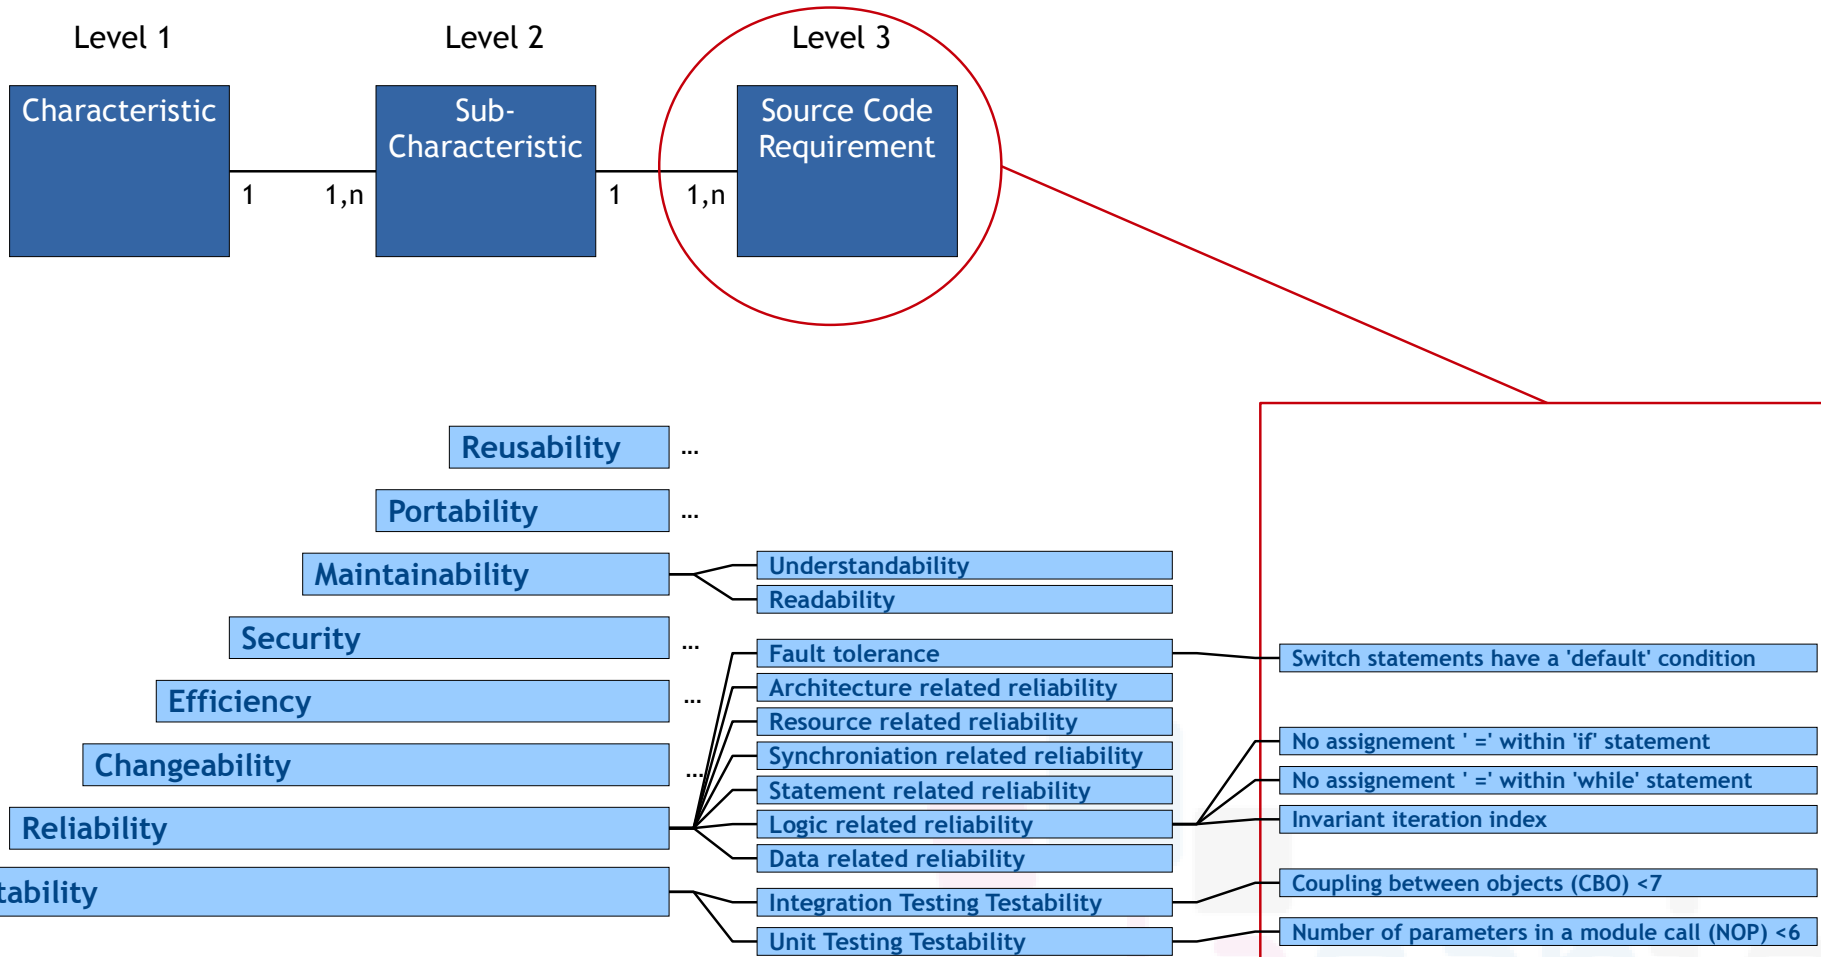 Level 1
Level 2
Level 3
Characteristic
Sub-
Characteristic
Source Code
Requirement
1
1,n
1
1,n
Reusability
...
Portability
...
Maintainability
Understandability
Readability
Security
...
Fault tolerance
Switch statements have a 'default' condition
Architecture related reliability
Efficiency
...
Resource related reliability
No assignement ' =' within 'if' statement
Synchroniation related reliability
Changeability
...
No assignement ' =' within 'while' statement
Statement related reliability
Reliability
Logic related reliability
Invariant iteration index
Data related reliability
tability
Integration Testing Testability
Coupling between objects (CBO) <7
Unit Testing Testability
Number of parameters in a module call (NOP) <6